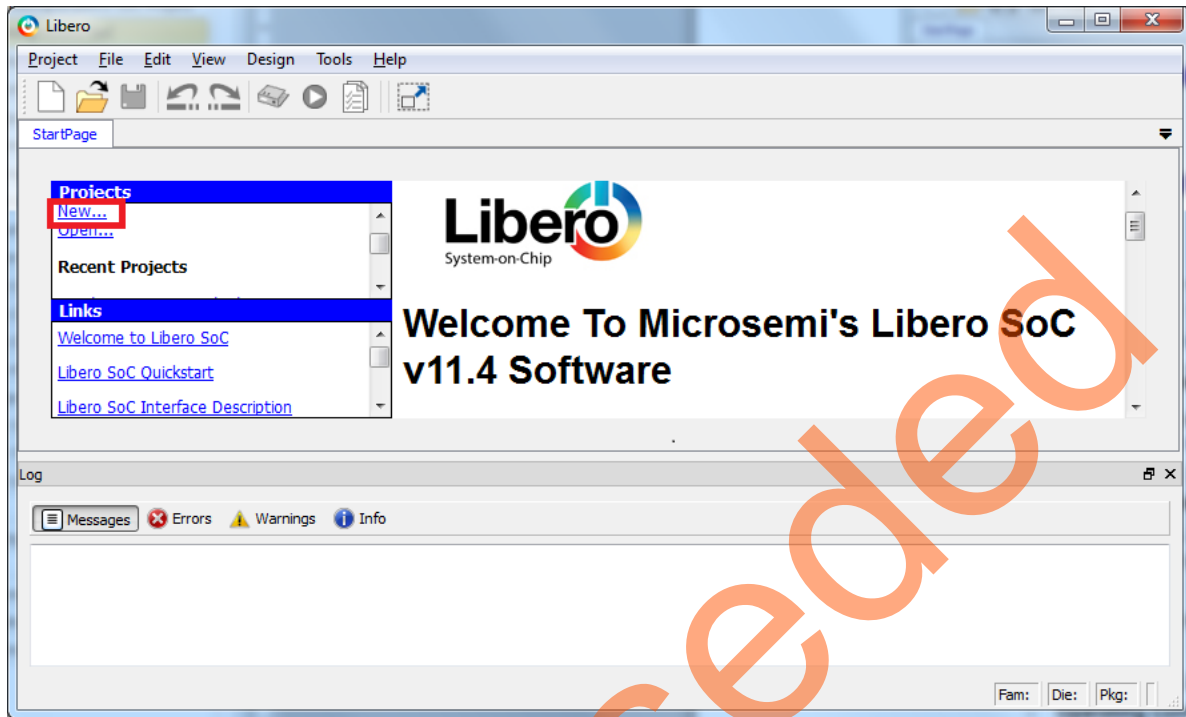 Libero
Project File Edit View Design Tools Help
StartPage
Projects
New...
Open...
Recent Projects
Links
Welcome to Libero SoC
Libero SoC Quickstart
Libero SoC Interface Description
Libero
System-on-Chip
Welcome To Microsemi's Libero SoC
v11.4 Software
Log
Messages Errors Warnings Info
Fam: Die: Pkg:
seded